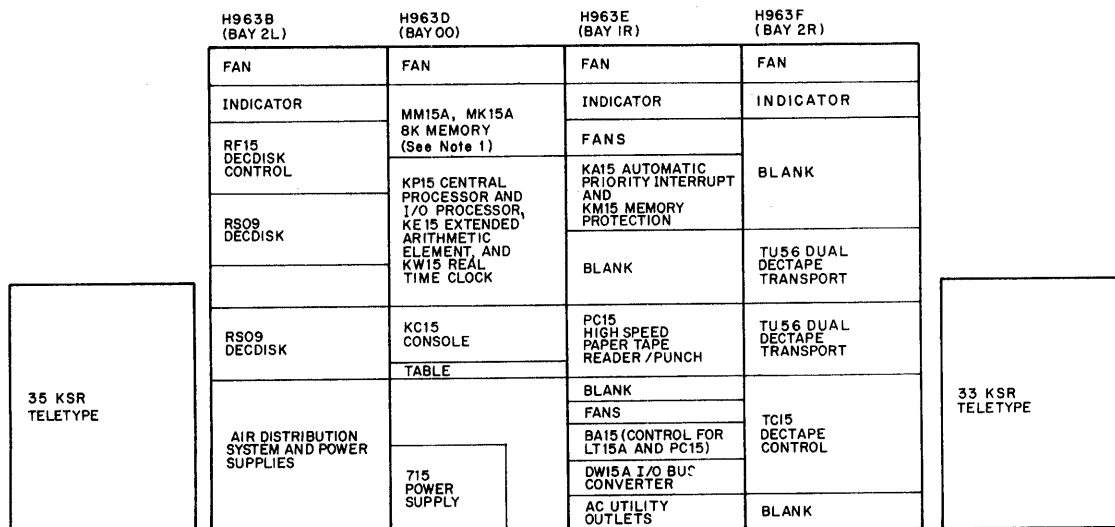 H963B
(BAY 2L)
H963D
(BAY 00)
H963E
(BAY 1R)
H963F
(BAY 2R)
FAN
INDICATOR
RF15
DECDISK
CONTROL
RS09
DECDISK
RS09
DECDISK
AIR DISTRIBUTION
SYSTEM AND POWER
SUPPLIES
FAN
MM15A, MK15A
8K MEMORY
(See Note 1)
KP15 CENTRAL
PROCESSOR AND
I/O PROCESSOR,
KE15 EXTENDED
ARITHMETIC
ELEMENT, AND
KW15 REAL
TIME CLOCK
KC15
CONSOLE
TABLE
715
POWER
SUPPLY
FAN
INDICATOR
FANS
KA15 AUTOMATIC
PRIORITY INTERRUPT
AND
KM15 MEMORY
PROTECTION
BLANK
PC15
HIGH SPEED
PAPER TAPE
READER/PUNCH
BLANK
FANS
BA15 (CONTROL FOR
LT15A AND PC15)
DW15A I/O BUS
CONVERTER
AC UTILITY
OUTLETS
FAN
INDICATOR
BLANK
TU56 DUAL
DECTAPE
TRANSPORT
TU56 DUAL
DECTAPE
TRANSPORT
TC15
DECTAPE
CONTROL
BLANK
35 KSR
TELETYPE
33 KSR
TELETYPE